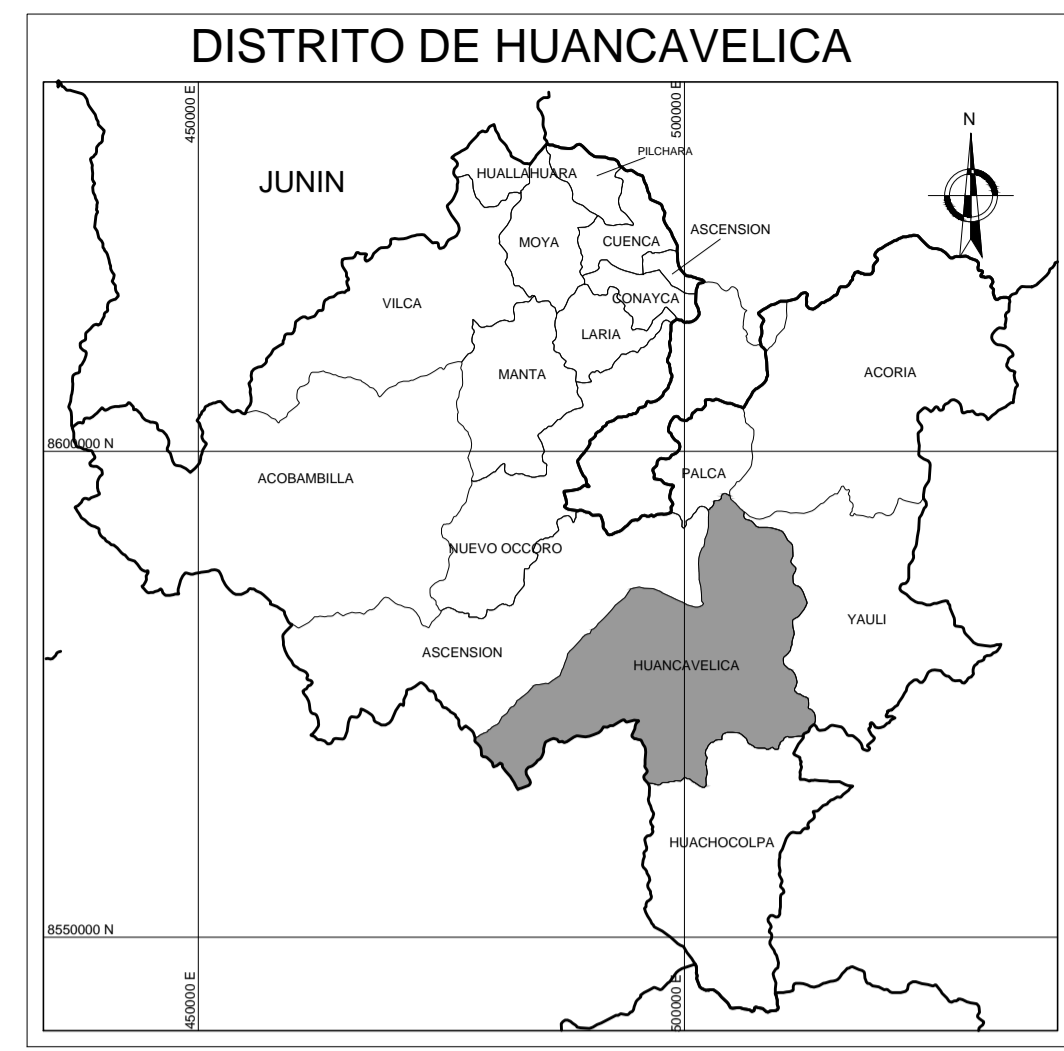 DISTRITO DE HUANCAVELICA
450000 E
500000 E
N
PILCHARA
HUALLAHUARA
JUNIN
ASCENSION
MOYA
CUENCA
VILCA
CONAYCA
LARIA
MANTA
ACORIA
8600000 N
PALCA
ACOBAMBILLA
NUEVO OCCORO
YAULI
ASCENSION
HUANCAVELICA
HUACHOCOLPA
8550000 N
450000 E
500000 E